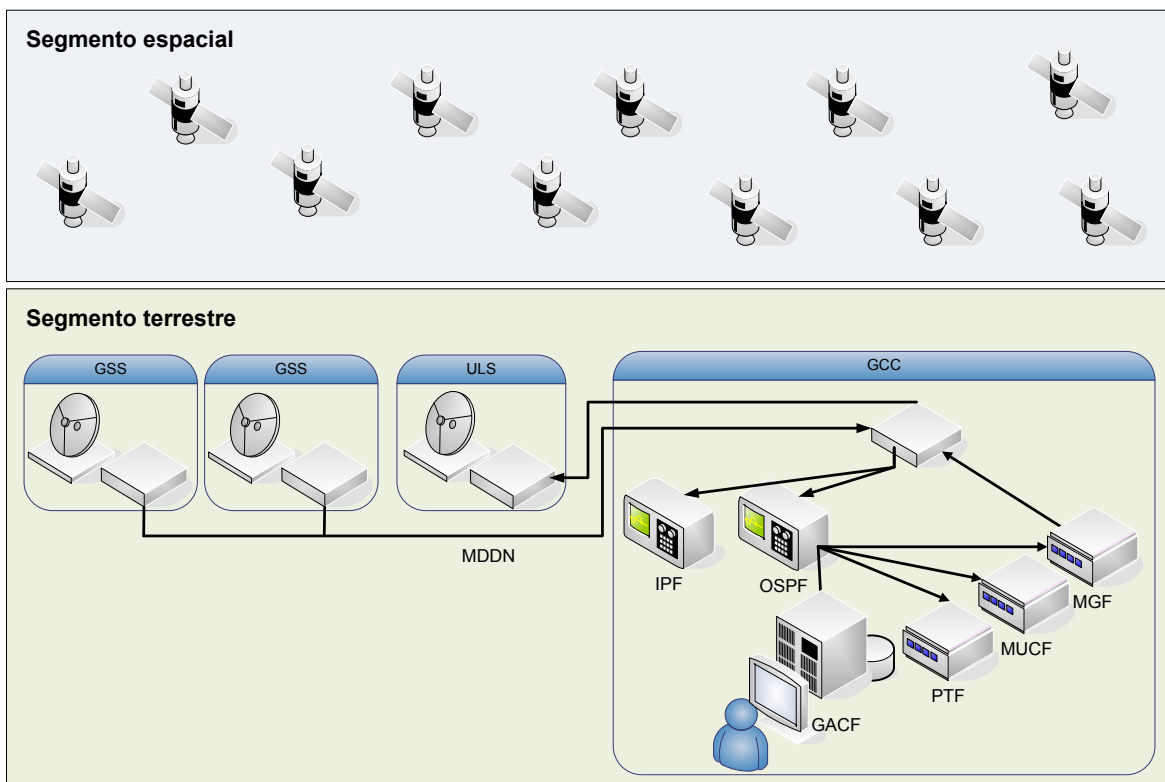 Segmento espacial
Segmento terrestre
GSS
GSS
ULS
GCC
MDDN
IPF
OSPF
MGF
MUCF
PTF
GACF